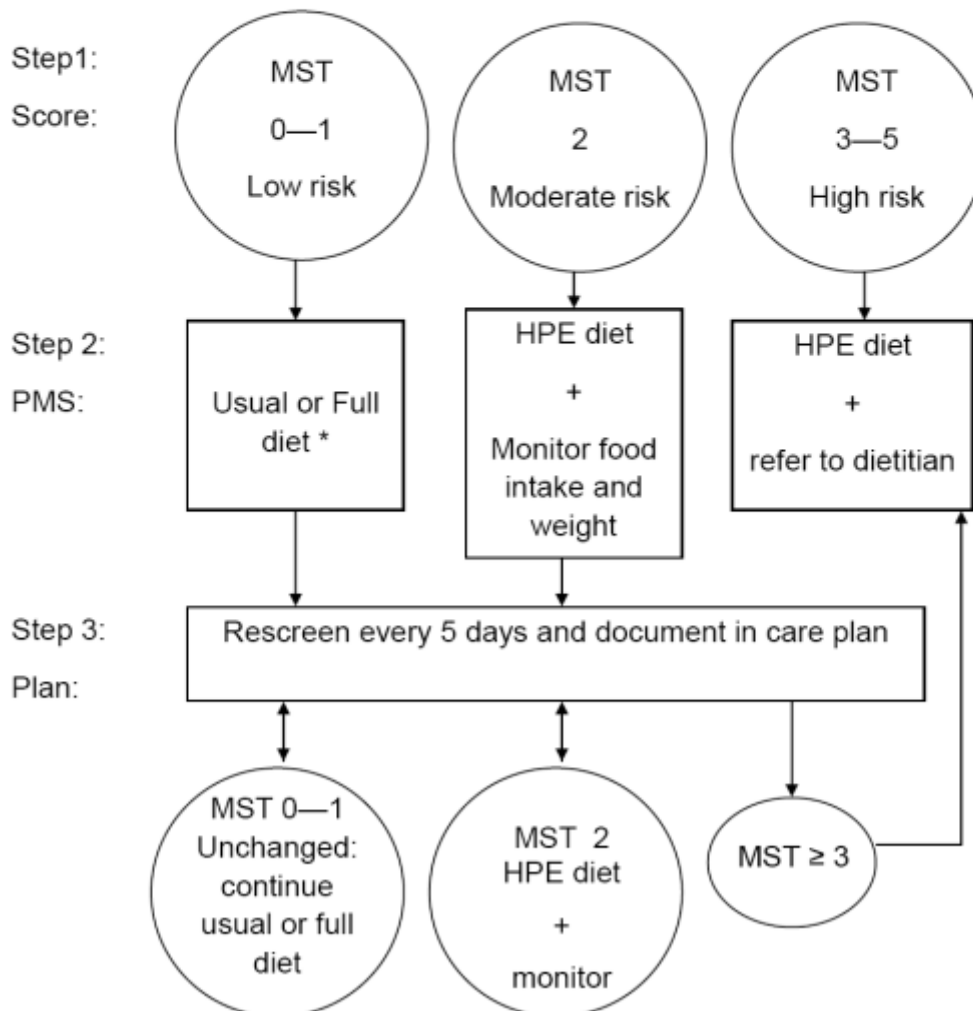 Step1:
Score:
MST
0—1
Low risk
MST
2
Moderate risk
MST
3—5
High risk
Step 2:
PMS:
Usual or Full
diet *
HPE diet
+
Monitor food
intake and
weight
HPE diet
+
refer to dietitian
Step 3:
Plan:
Rescreen every 5 days and document in care plan
MST 0—1
Unchanged:
continue
usual or full
diet
MST 2
HPE diet
+
monitor
MST ≥ 3